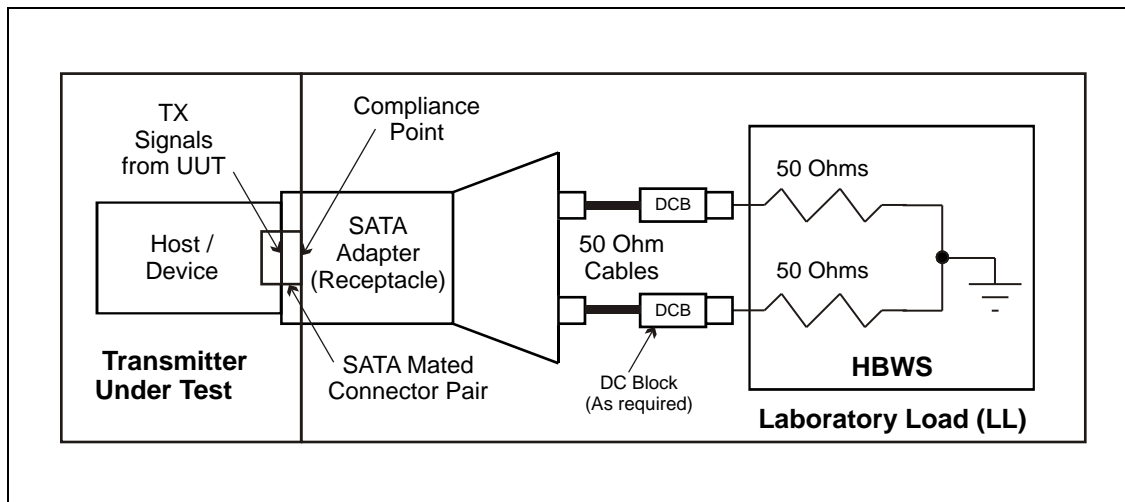 TX
Signals
from UUT
Compliance
Point
Host /
Device
SATA
Adapter
(Receptacle)
50 Ohm
Cables
DCB
DCB
50 Ohms
50 Ohms
HBWS
Transmitter
Under Test
SATA Mated
Connector Pair
DC Block
(As required)
Laboratory Load (LL)